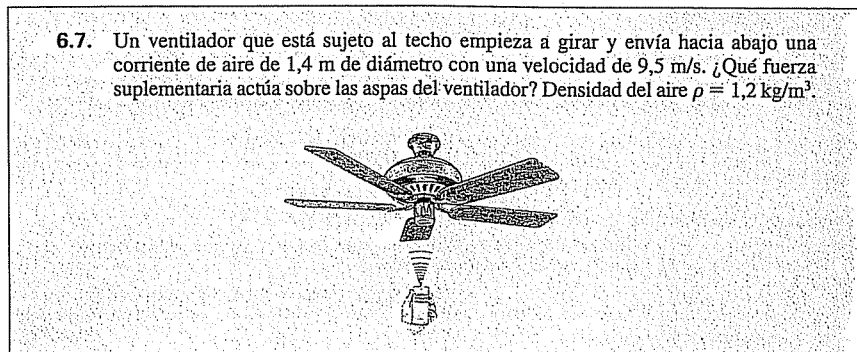 6.7. Un ventilador que está sujeto al techo empieza a girar y envía hacia abajo una
corriente de aire de 1,4 m de diámetro con una velocidad de 9,5 m/s. ¿Qué fuerza
suplementaria actúa sobre las aspas del ventilador? Densidad del aire ρ = 1,2 kg/m³.